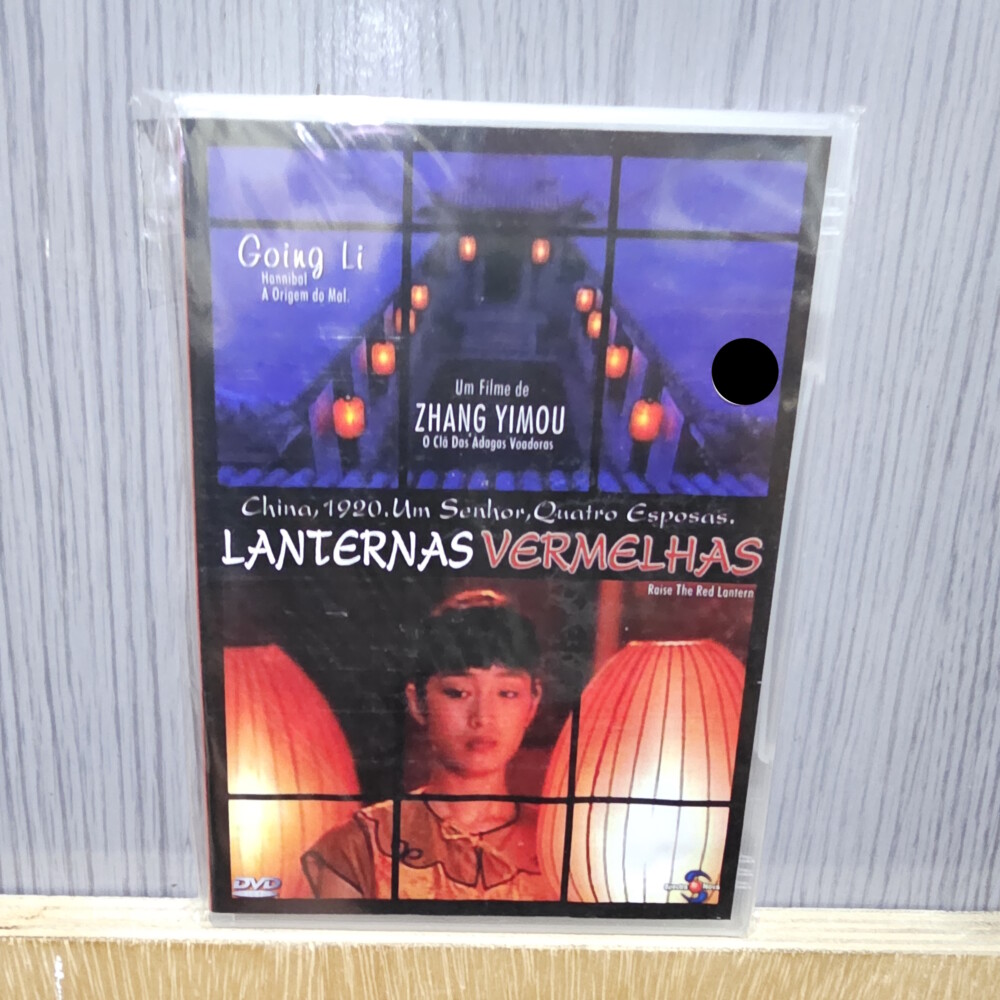 Going Li
Hannibal
A Origem do Mal.
Um Filme de
ZHANG YIMOU
O Clã Das Adagas Voadoras
China, 1920. Um Senhor, Quatro Esposas.
LANTERNAS VERMELHAS
Raise The Red Lantern
DVD